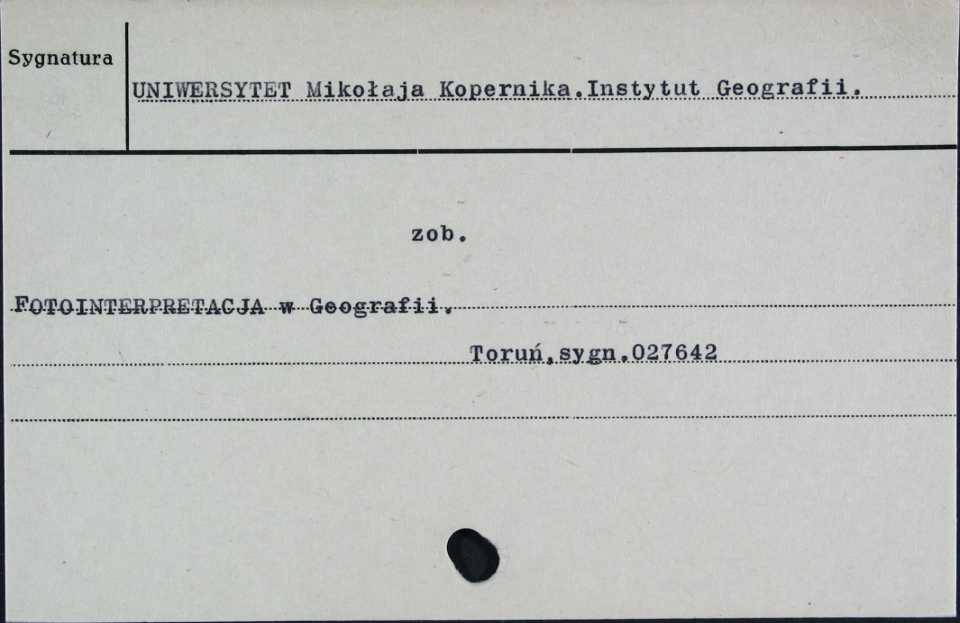 Sygnatura
UNIWERSYTET Mikołaja Kopernika.Instytut Geografii.
zob.
FOTOINTERPRETACJA w Geografii.
Toruń,sygn.027642